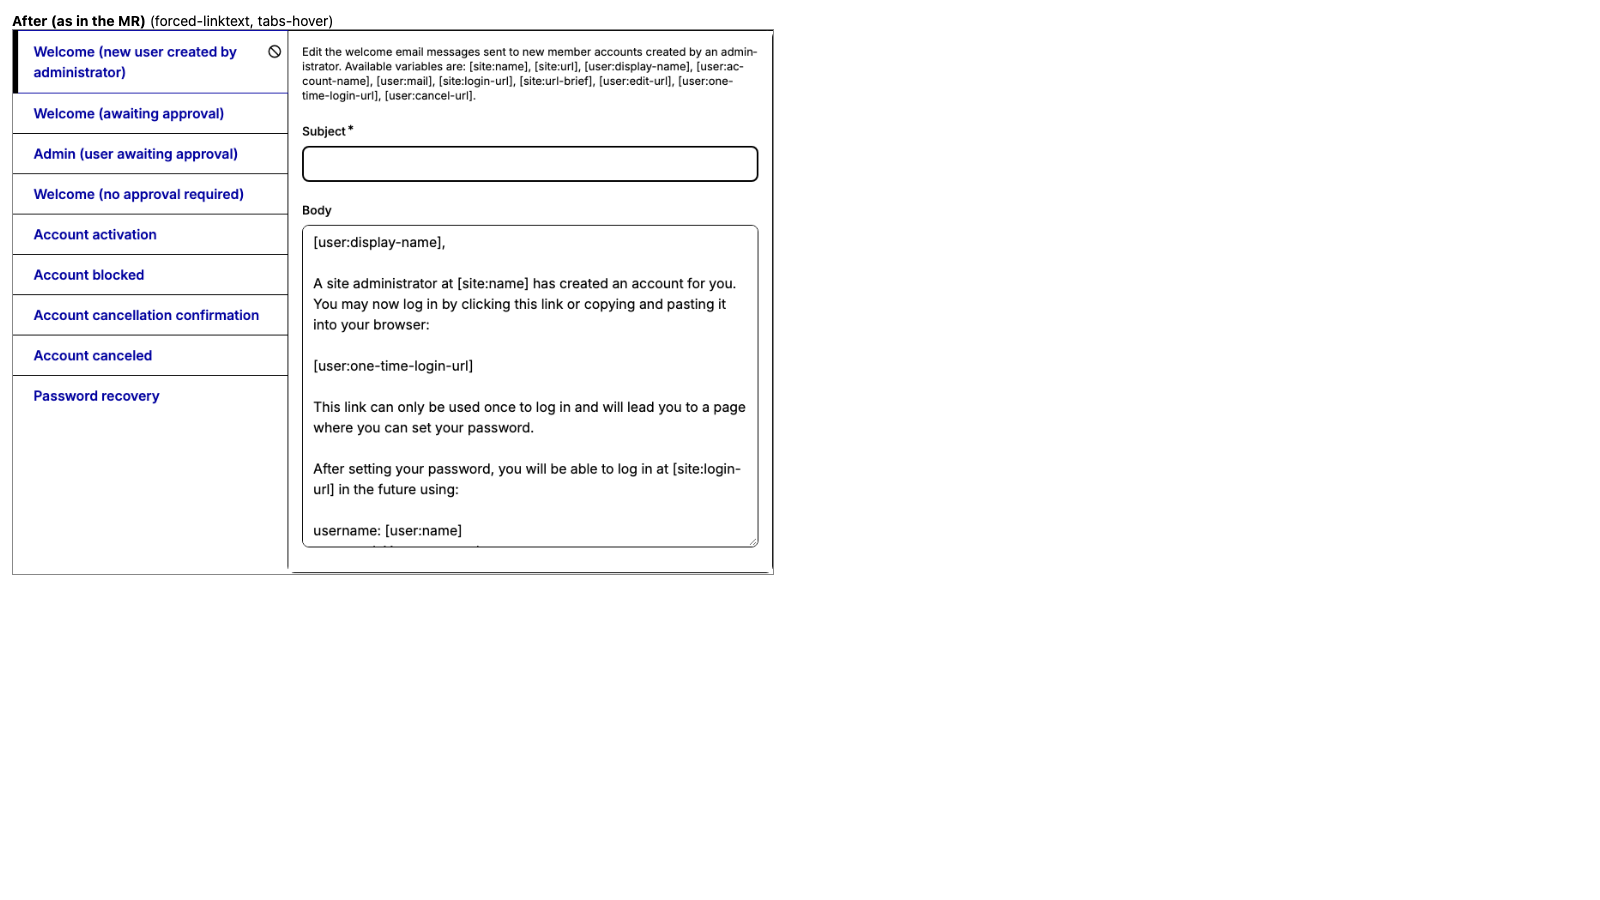 After (as in the MR) (forced-linktext, tabs-hover)
Welcome (new user created by
administrator)
Welcome (awaiting approval)
Admin (user awaiting approval)
Welcome (no approval required)
Account activation
Account blocked
Account cancellation confirmation
Account canceled
Password recovery
Edit the welcome email messages sent to new member accounts created by an admin-
istrator. Available variables are: [site:name], [site:url], [user:display-name], [user:ac-
count-name], [user:mail], [site:login-url], [site:url-brief], [user:edit-url], [user:one-
time-login-url], [user:cancel-url].
Subject *
Body
[user:display-name],
A site administrator at [site:name] has created an account for you.
You may now log in by clicking this link or copying and pasting it
into your browser:
[user:one-time-login-url]
This link can only be used once to log in and will lead you to a page
where you can set your password.
After setting your password, you will be able to log in at [site:login-
url] in the future using:
username: [user:name]